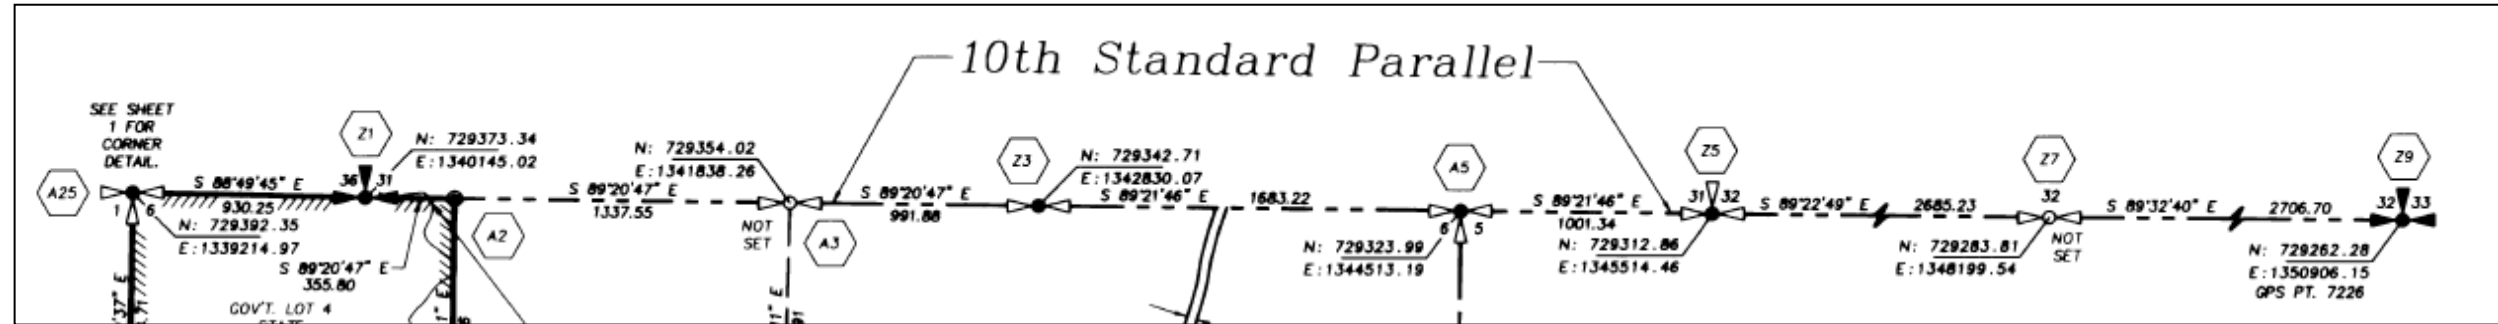 10th Standard Parallel
SEE SHEET
1 FOR
CORNER
DETAIL.
A25
1 6
S 88°49'45" E
930.25
N: 729392.35
E:1339214.97
Z1
36 31
N: 729373.34
E:1340145.02
S 89°20'47" E
355.80
GOV'T. LOT 4
A2
S 89°20'47" E
1337.55
N: 729354.02
E:1341838.26
NOT
SET
A3
S 89°20'47" E
991.88
Z3
N: 729342.71
E:1342830.07
S 89°21'46" E
1683.22
A5
6 5
N: 729323.99
E:1344513.19
S 89°21'46" E
1001.34
Z5
31 32
N: 729312.86
E:1345514.46
S 89°22'49" E
2685.23
Z7
32
N: 729283.81
E:1348199.54
NOT
SET
S 89°32'40" E
2706.70
Z9
32 33
N: 729262.28
E:1350906.15
GPS PT. 7226